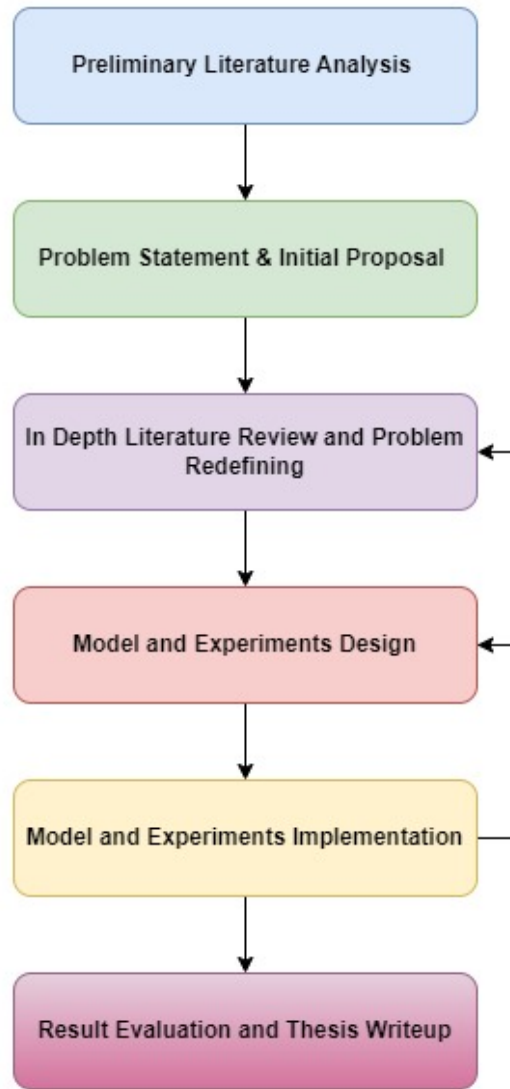 Preliminary Literature Analysis
Problem Statement & Initial Proposal
In Depth Literature Review and Problem
Redefining
Model and Experiments Design
Model and Experiments Implementation
Result Evaluation and Thesis Writeup